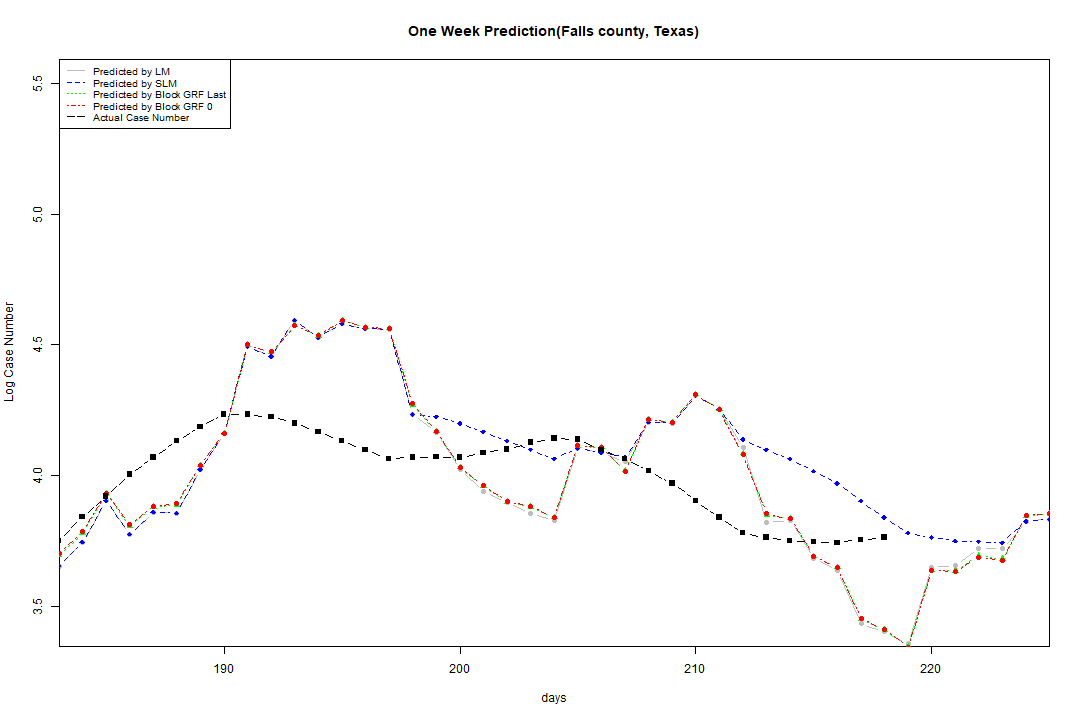 One Week Prediction(Falls county, Texas)
Predicted by LM
Predicted by SLM
Predicted by Block GRF Last
Predicted by Block GRF 0
Actual Case Number
5.5
5.0
4.5
4.0
3.5
Log Case Number
190 200 210 220
days